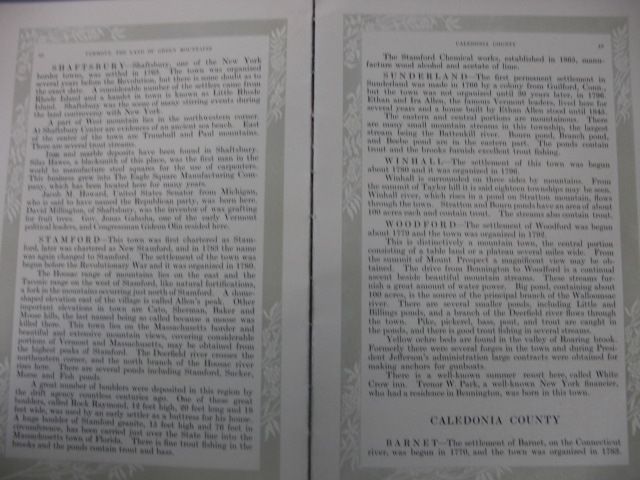 VERMONT, THE LAND OF GREEN MOUNTAINS
SHAFTSBURY—Shaftsbury, one of the New York
border towns, was settled in 1763. The town was organized
several years before the Revolution, but there is some doubt as to
the exact date. A considerable number of the settlers came from
Rhode Island and a hamlet in town is known as Little Rhode
Island. Shaftsbury was the scene of many stirring events during
the land controversy with New York.
A part of West mountain lies in the northwestern corner.
At Shaftsbury Center are evidences of an ancient sea beach. East
of the center of the town are Trumbull and Paul mountains.
There are several trout streams.
Iron and marble deposits have been found in Shaftsbury.
Silas Hawes, a blacksmith of this place, was the first man in the
world to manufacture steel squares for the use of carpenters.
This business grew into The Eagle Square Manufacturing Com-
pany, which has been located here for many years.
Jacob M. Howard, United States Senator from Michigan,
who is said to have named the Republican party, was born here.
David Millington, of Shaftsbury, was the inventor of wax grafting
for fruit trees. Gov. Jonas Galusha, one of the early Vermont
political leaders, and Congressman Gideon Olin resided here.
STAMFORD—This town was first chartered as Stam-
ford, later was chartered as New Stamford, and in 1783 the name
was again changed to Stamford. The settlement of the town was
begun before the Revolutionary War and it was organized in 1780.
The Hoosac range of mountains lies on the east and the
Taconic range on the west of Stamford, like natural fortifications,
a fork in the mountains occurring just north of Stamford. A dome-
shaped elevation east of the village is called Allen's peak. Other
important elevations in town are Cato, Sherman, Baker and
Moose hills, the last named being so called because a moose was
killed there. This town lies on the Massachusetts border and
beautiful and extensive mountain views, covering considerable
portions of Vermont and Massachusetts, may be obtained from
the highest peaks of Stamford. The Deerfield river crosses the
northeastern corner, and the north branch of the Hoosac river
rises here. There are several ponds including Stamford, Sucker,
Morse and Fish ponds.
A great number of boulders were deposited in this region by
the drift agency countless centuries ago. One of these great
boulders, called Rock Raymond, 12 feet high, 20 feet long and 18
feet wide, was used by an early settler as a buttress for his house.
A huge boulder of Stamford granite, 15 feet high and 76 feet in
circumference, has been carried just over the State line into the
Massachusetts town of Florida. There is fine trout fishing in the
brooks and the ponds contain trout and bass.
CALEDONIA COUNTY
The Stamford Chemical works, established in 1865, manu-
facture wood alcohol and acetate of lime.
SUNDERLAND—The first permanent settlement in
Sunderland was made in 1766 by a colony from Guilford, Conn.,
but the town was not organized until 30 years later, in 1796.
Ethan and Ira Allen, the famous Vermont leaders, lived here for
several years and a house built by Ethan Allen stood until 1845.
The eastern and central portions are mountainous. There
are many small mountain streams in this township, the largest
stream being the Battenkill river. Bourn pond, Branch pond,
and Beebe pond are in the eastern part. The ponds contain
trout and the brooks furnish excellent trout fishing.
WINHALL—The settlement of this town was begun
about 1780 and it was organized in 1796.
Winhall is surrounded on three sides by mountains. From
the summit of Taylor hill it is said eighteen townships may be seen.
Winhall river, which rises in a pond on Stratton mountain, flows
through the town. Stratton and Bourn ponds have an area of about
100 acres each and contain trout. The streams also contain trout.
WOODFORD—The settlement of Woodford was begun
about 1779 and the town was organized in 1792.
This is distinctively a mountain town, the central portion
consisting of a table land or a plateau several miles wide. From
the summit of Mount Prospect a magnificent view may be ob-
tained. The drive from Bennington to Woodford is a continual
ascent beside beautiful mountain streams. These streams fur-
nish a great amount of water power. Big pond, containing about
100 acres, is the source of the principal branch of the Walloomsac
river. There are several smaller ponds, including Little and
Billings ponds, and a branch of the Deerfield river flows through
the town. Pike, pickerel, bass, pout, and trout are caught in
the ponds, and there is good trout fishing in several streams.
Yellow ochre beds are found in the valley of Roaring brook.
Formerly there were several forges in the town and during Presi-
dent Jefferson's administration large contracts were obtained for
making anchors for gunboats.
There is a well-known summer resort here, called White
Crow inn. Trenor W. Park, a well-known New York financier,
who had a residence in Bennington, was born in this town.
CALEDONIA COUNTY
BARNET—The settlement of Barnet, on the Connecticut
river, was begun in 1770, and the town was organized in 1783.